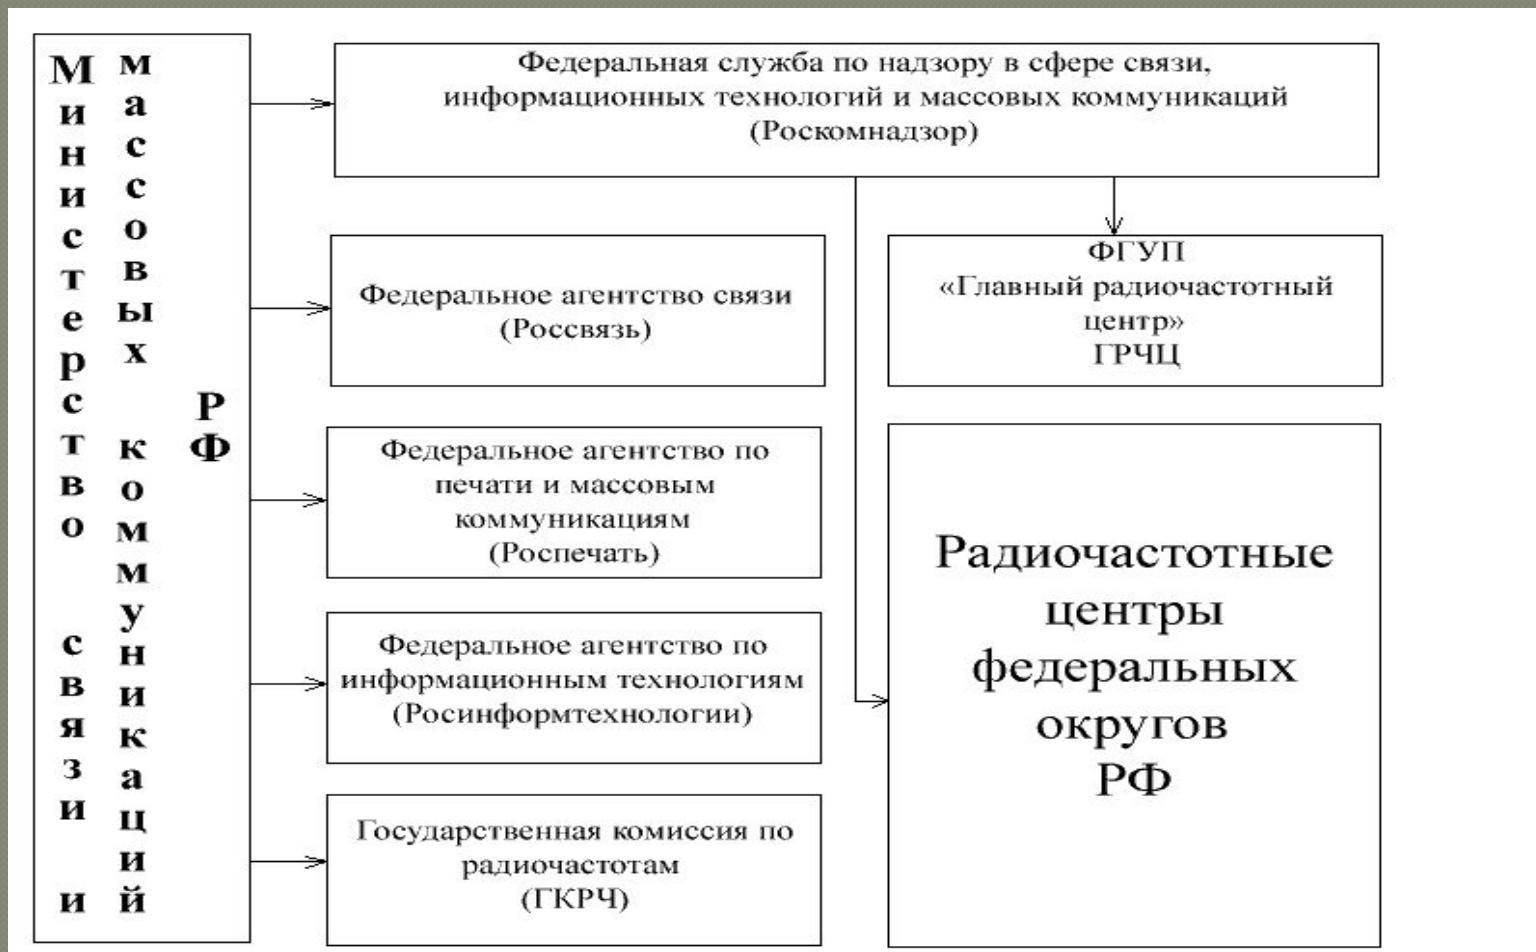 Министерство связи и
массовых коммуникаций
РФ
Федеральная служба по надзору в сфере связи,
информационных технологий и массовых коммуникаций
(Роскомнадзор)
Федеральное агентство связи
(Россвязь)
ФГУП
«Главный радиочастотный
центр»
ГРЧЦ
Федеральное агентство по
печати и массовым
коммуникациям
(Роспечать)
Федеральное агентство по
информационным технологиям
(Росинформтехнологии)
Государственная комиссия по
радиочастотам
(ГКРЧ)
Радиочастотные
центры
федеральных
округов
РФ